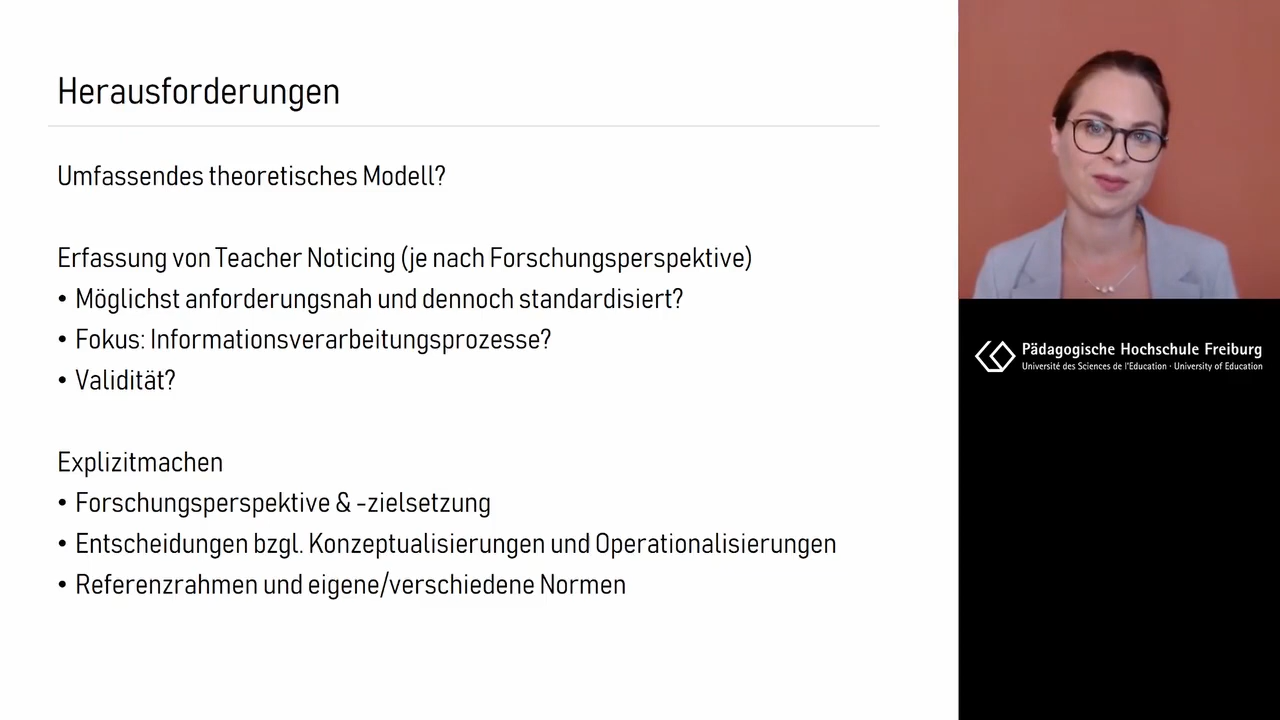 Herausforderungen
Umfassendes theoretisches Modell?
Erfassung von Teacher Noticing (je nach Forschungsperspektive)
• Möglichst anforderungsnah und dennoch standardisiert?
• Fokus: Informationsverarbeitungsprozesse?
• Validität?
Explizitmachen
• Forschungsperspektive & -zielsetzung
• Entscheidungen bzgl. Konzeptualisierungen und Operationalisierungen
• Referenzrahmen und eigene/verschiedene Normen
Pädagogische Hochschule Freiburg
Université des Sciences de l'Education · University of Education